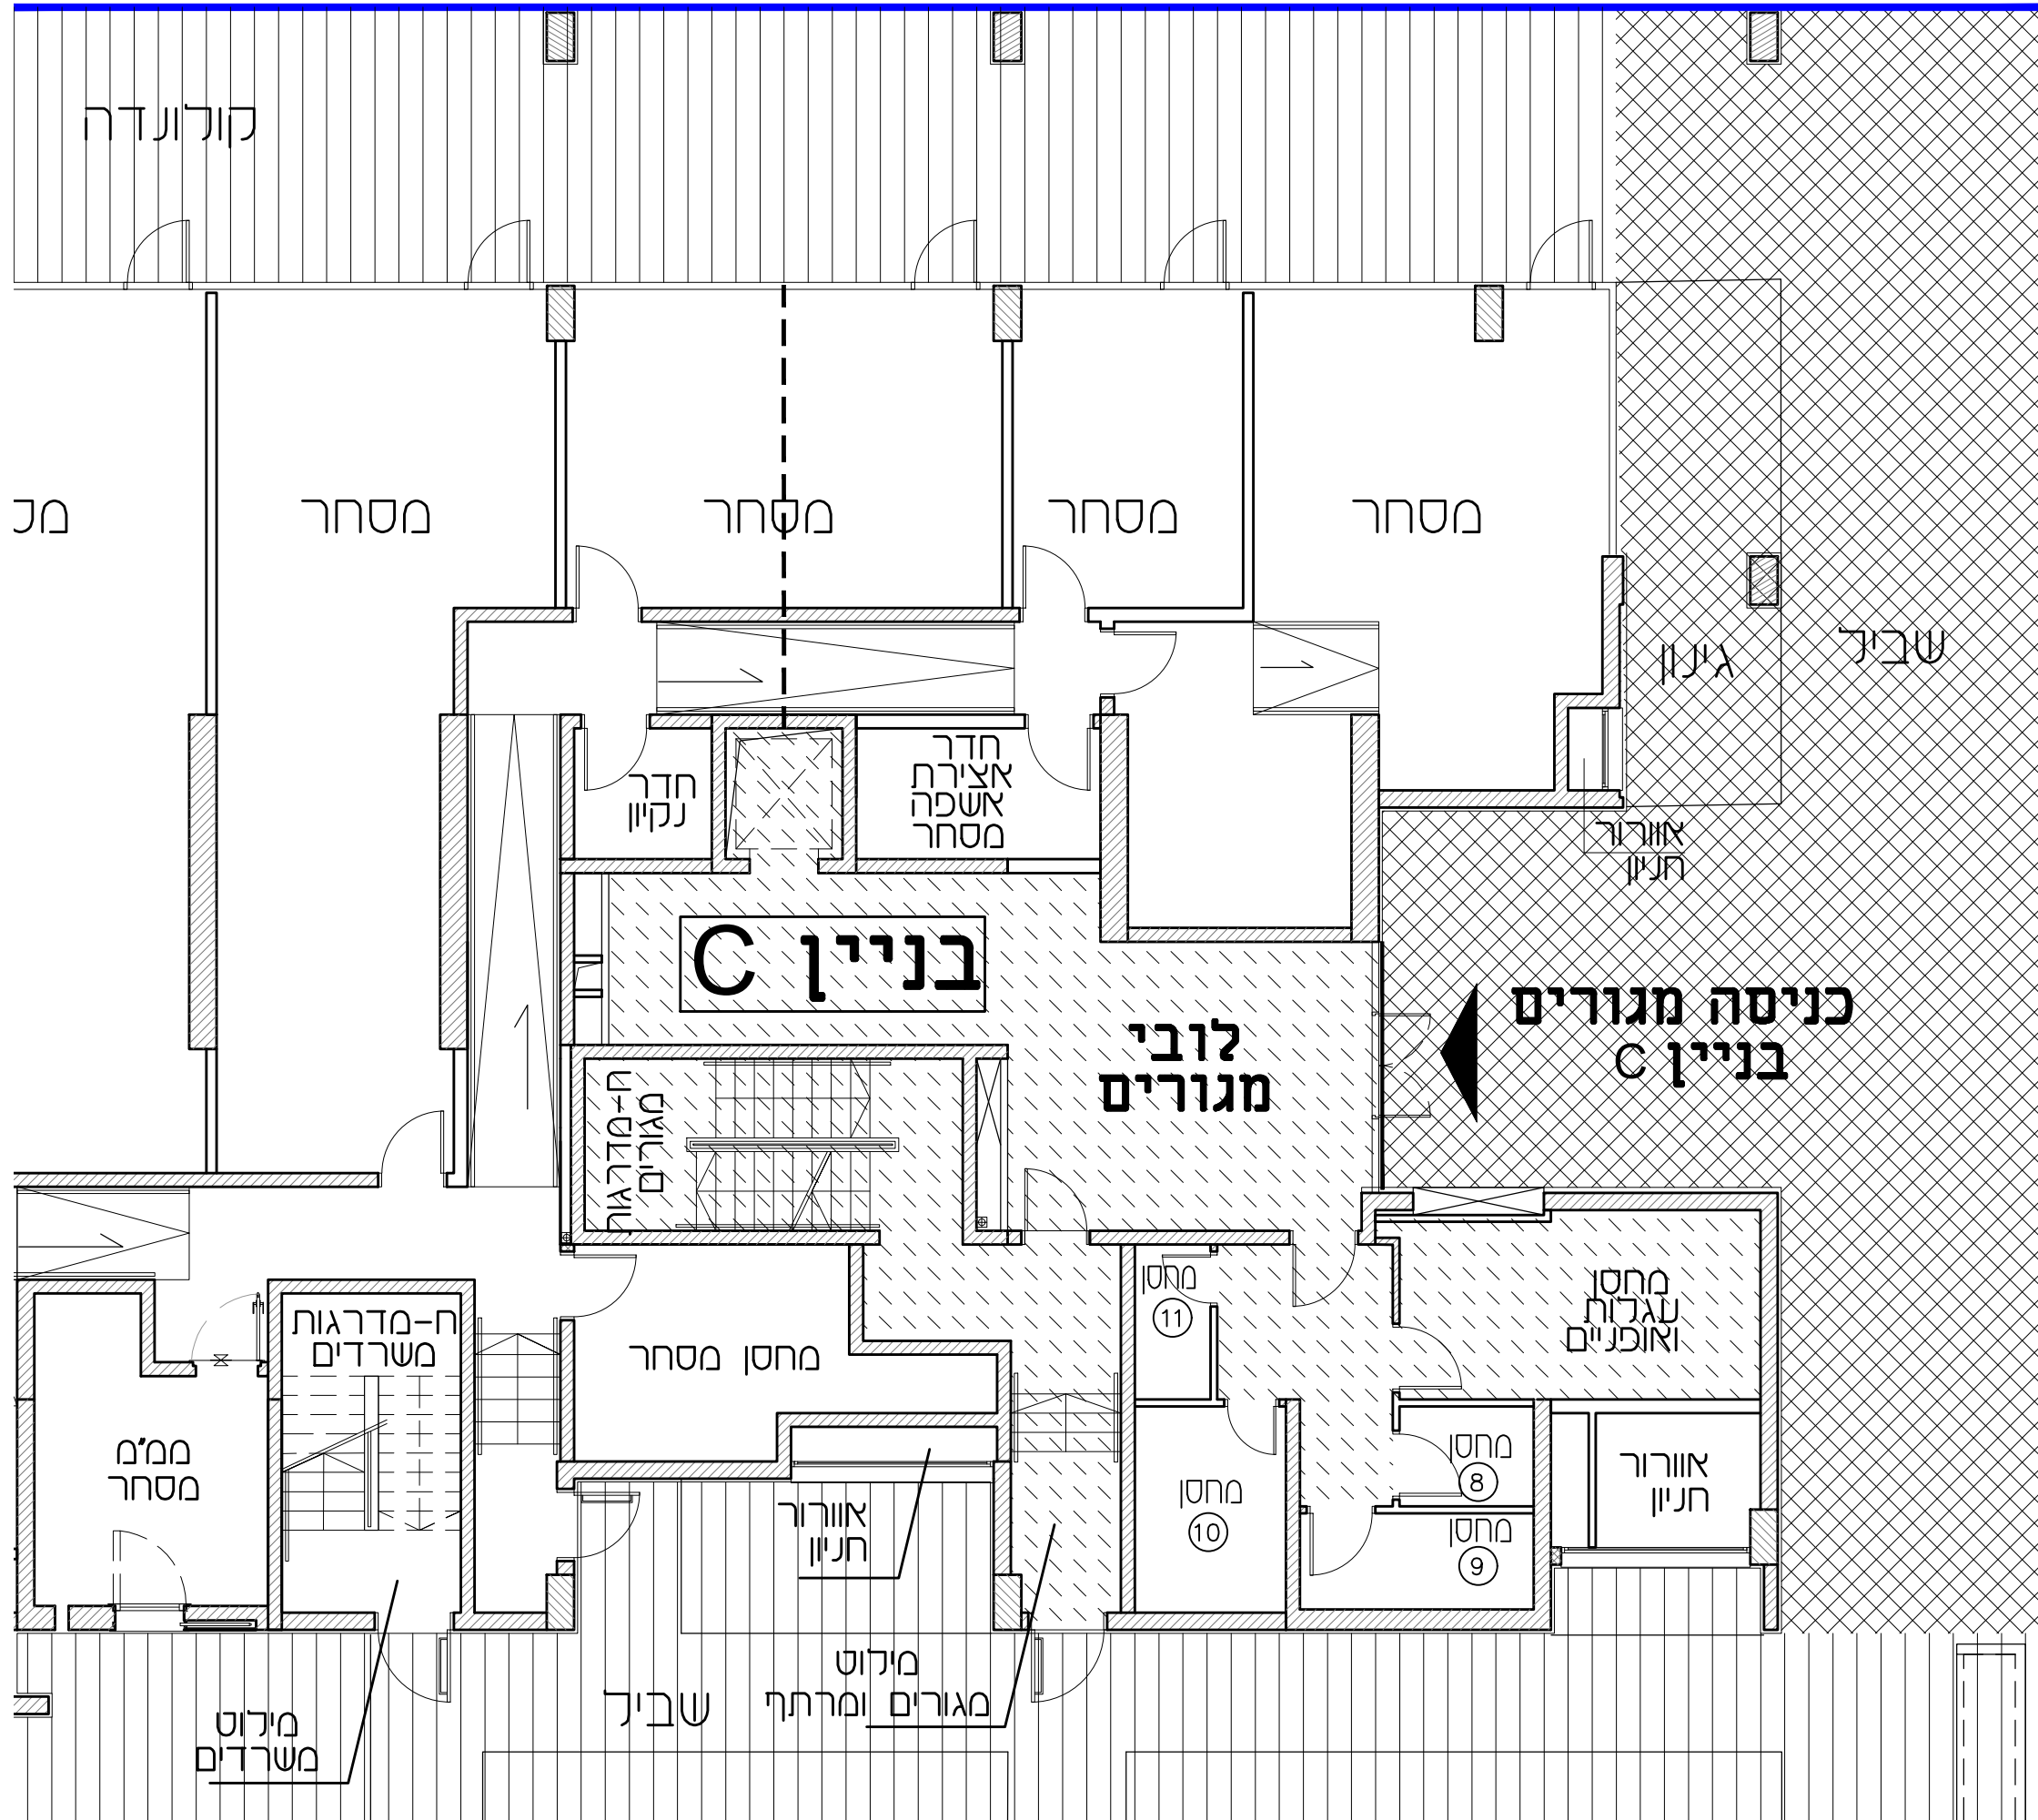 קולונדה
מסחר
מסחר
מסחר
מסחר
שביל
גינון
חדר
אצירת
אשפה
מסחר
חדר
נקיון
אוורור
חניון
בניין C
כניסה מגורים
בניין C
לובי
מגורים
ח-מדרגות
מגורים
מחסן
11
מחסן
עגלות
ואופניים
ח-מדרגות
משרדים
מחסן מסחר
ממ"מ
מסחר
מחסן
8
אוורור
חניון
מחסן
10
אוורור
חניון
מחסן
9
מילוט
מגורים ומרתף
שביל
מילוט
משרדים